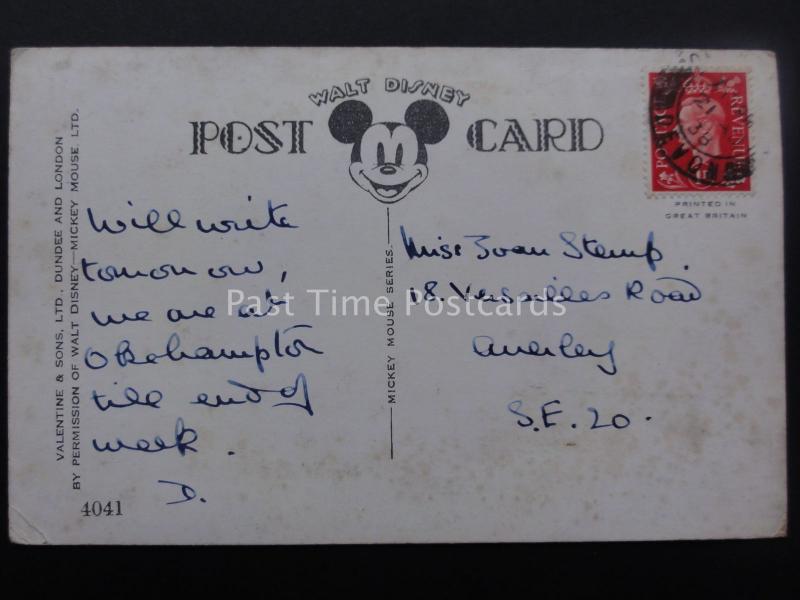 WALT DISNEY
POST CARD
POSTAGE
REVENUE
PRINTED IN
GREAT BRITAIN
VALENTINE & SONS, LTD., DUNDEE AND LONDON
BY PERMISSION OF WALT DISNEY—MICKEY MOUSE, LTD.
4041
—MICKEY MOUSE SERIES.—
Will write
tomorrow,
we are at
Okehampton
till end of
week.
D.
Miss Joan Stemp.
18. Versailles Road
Anerley
S.E. 20.
Past Time Postcards